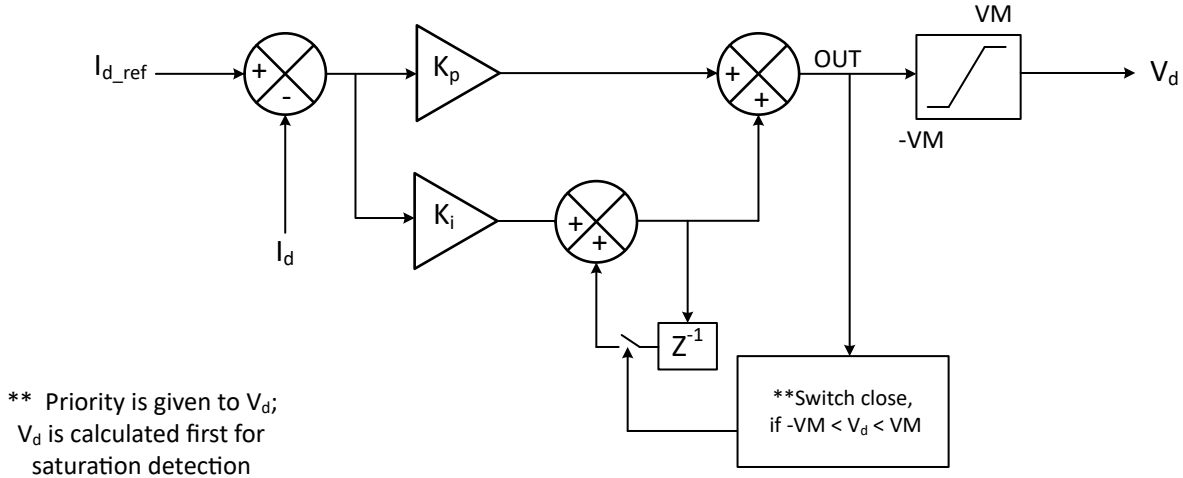 VM
I_d_ref
+
-
K_p
+
+
OUT
V_d
-VM
I_d
K_i
+
+
Z^-1
**Switch close,
if -VM < V_d < VM
** Priority is given to V_d;
V_d is calculated first for
saturation detection